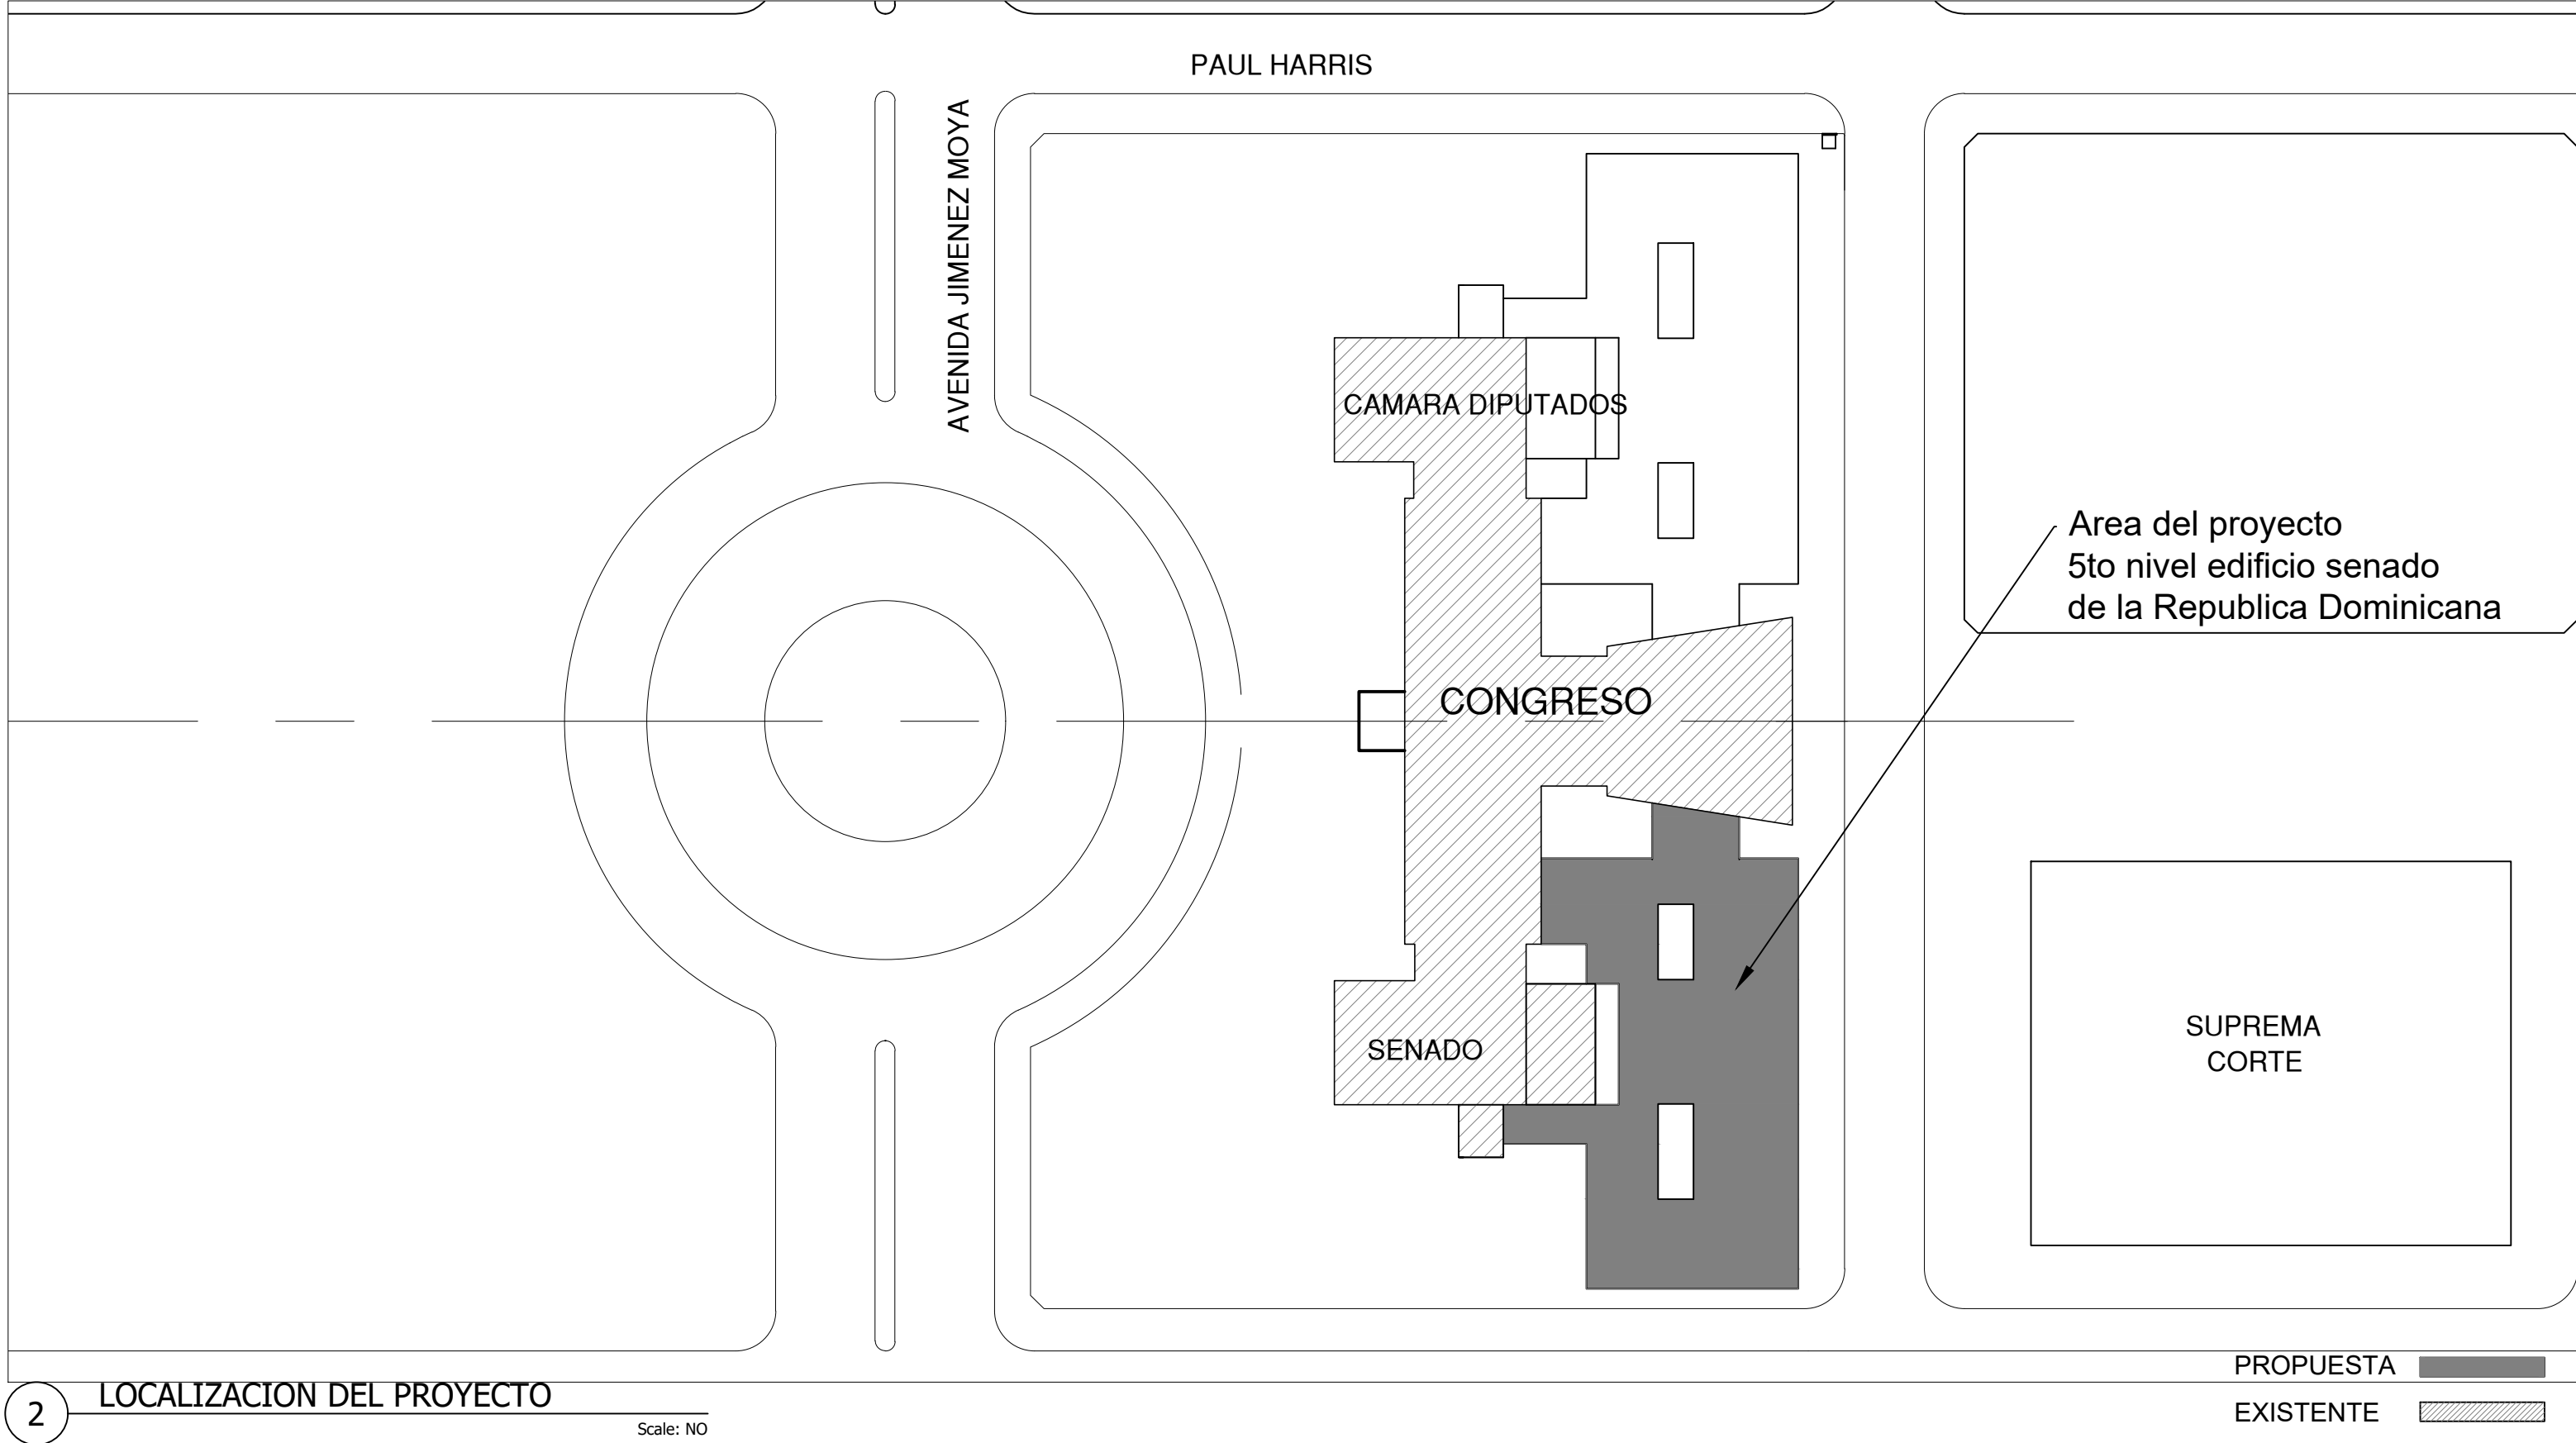 PAUL HARRIS
AVENIDA JIMENEZ MOYA
CAMARA DIPUTADOS
Area del proyecto
5to nivel edificio senado
de la Republica Dominicana
CONGRESO
SENADO
SUPREMA
CORTE
PROPUESTA
EXISTENTE
2
LOCALIZACION DEL PROYECTO
Scale: NO